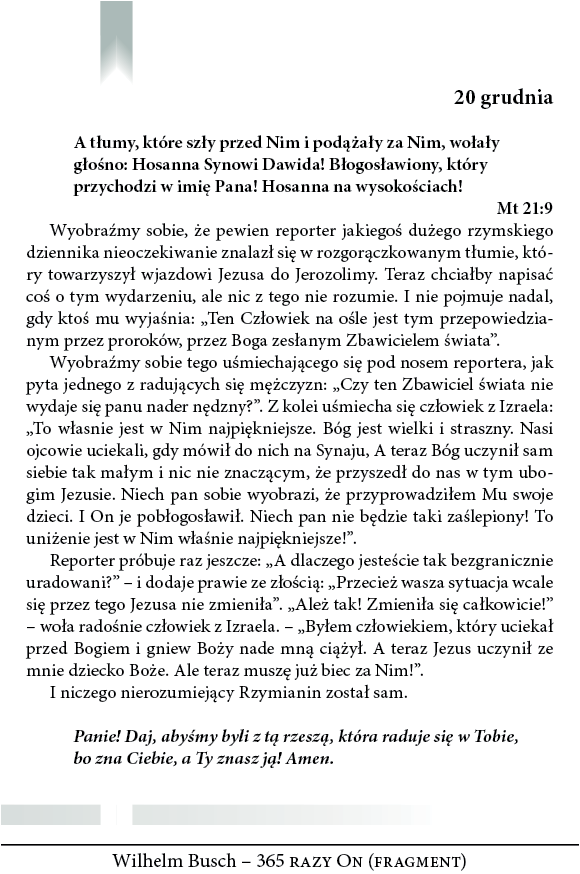 20 grudnia
A tłumy, które szły przed Nim i podążały za Nim, wołały
głośno: Hosanna Synowi Dawida! Błogosławiony, który
przychodzi w imię Pana! Hosanna na wysokościach!
Mt 21:9
Wyobraźmy sobie, że pewien reporter jakiegoś dużego rzymskiego
dziennika nieoczekiwanie znalazł się w rozgorączkowanym tłumie, któ-
ry towarzyszył wjazdowi Jezusa do Jerozolimy. Teraz chciałby napisać
coś o tym wydarzeniu, ale nic z tego nie rozumie. I nie pojmuje nadal,
gdy ktoś mu wyjaśnia: „Ten Człowiek na ośle jest tym przepowiedzia-
nym przez proroków, przez Boga zesłanym Zbawicielem świata”.
Wyobraźmy sobie tego uśmiechającego się pod nosem reportera, jak
pyta jednego z radujących się mężczyzn: „Czy ten Zbawiciel świata nie
wydaje się panu nader nędzny?”. Z kolei uśmiecha się człowiek z Izraela:
„To własnie jest w Nim najpiękniejsze. Bóg jest wielki i straszny. Nasi
ojcowie uciekali, gdy mówił do nich na Synaju, A teraz Bóg uczynił sam
siebie tak małym i nic nie znaczącym, że przyszedł do nas w tym ubo-
gim Jezusie. Niech pan sobie wyobrazi, że przyprowadziłem Mu swoje
dzieci. I On je pobłogosławił. Niech pan nie będzie taki zaślepiony! To
uniżenie jest w Nim właśnie najpiękniejsze!”.
Reporter próbuje raz jeszcze: „A dlaczego jesteście tak bezgranicznie
uradowani?” – i dodaje prawie ze złością: „Przecież wasza sytuacja wcale
się przez tego Jezusa nie zmieniła”. „Ależ tak! Zmieniła się całkowicie!”
– woła radośnie człowiek z Izraela. – „Byłem człowiekiem, który uciekał
przed Bogiem i gniew Boży nade mną ciążył. A teraz Jezus uczynił ze
mnie dziecko Boże. Ale teraz muszę już biec za Nim!”.
I niczego nierozumiejący Rzymianin został sam.
Panie! Daj, abyśmy byli z tą rzeszą, która raduje się w Tobie,
bo zna Ciebie, a Ty znasz ją! Amen.
Wilhelm Busch – 365 razy On (fragment)